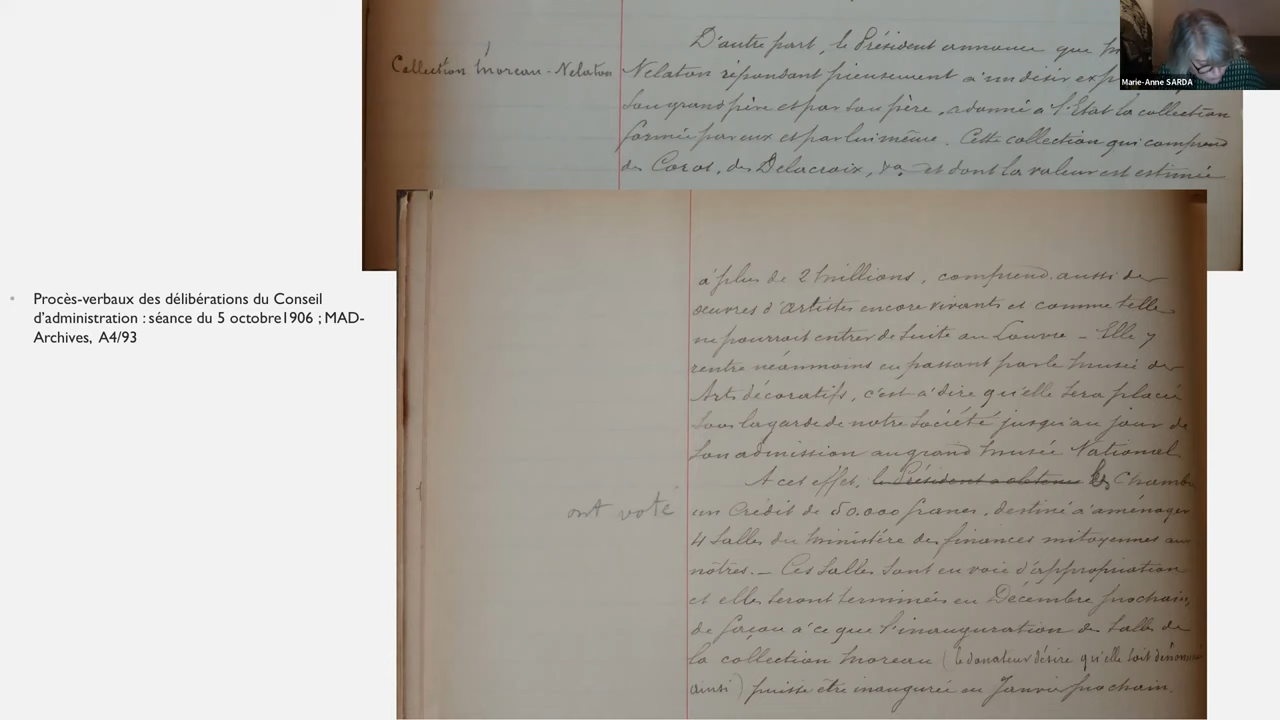 D'autre part, le Président annonce que
Collection Moreau-Nelaton
Nelaton répondant pieusement à un désir
son grand père et par son père, a donné à l'Etat la collection
formée par eux et par lui même. Cette collection qui comprend
des Corot, des Delacroix, &a, et dont la valeur est estimée
Marie-Anne SARDA
à plus de 2 millions, comprend aussi des
œuvres d'Artistes encore vivants et comme telle
ne pourrait entrer de suite au Louvre - Elle y
rentre néanmoins en passant par le musée des
Arts décoratifs, c'est à dire qu'elle sera placée
sous la garde de notre Société jusqu'au jour de
son admission au grand musée National
A cet effet, le Président a obtenu les Chamb
ont voté
un Crédit de 50.000 francs, destiné à aménager
4 Salles du ministère des finances mitoyennes aux
nôtres. - Ces Salles sont en voie d'appropriation
et elles seront terminées en Décembre prochain,
de façon à ce que l'inauguration des Salles de
la collection Moreau (le donateur désire qu'elle soit dénommée
ainsi) puisse être inaugurée en Janvier prochain.
• Procès-verbaux des délibérations du Conseil
d'administration : séance du 5 octobre1906 ; MAD-
Archives, A4/93